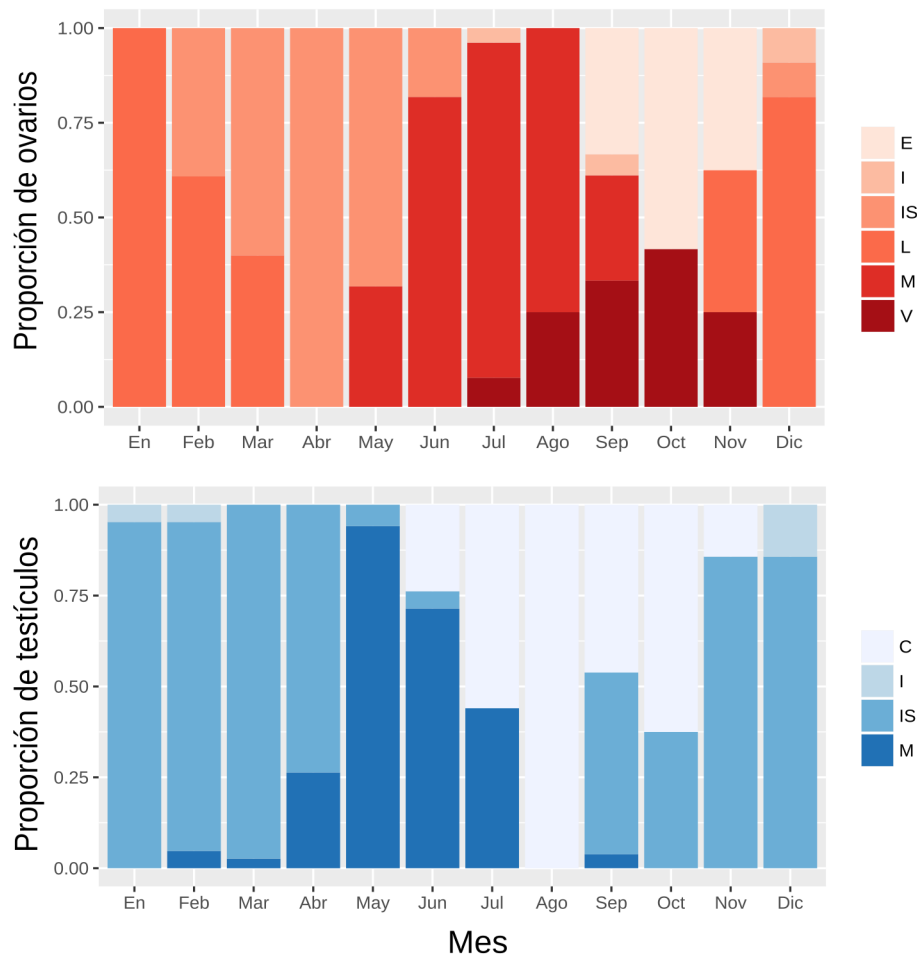 Proporción de ovarios
1.00
0.75
0.50
0.25
0.00
En Feb Mar Abr May Jun Jul Ago Sep Oct Nov Dic
E
I
IS
L
M
V
Proporción de testículos
1.00
0.75
0.50
0.25
0.00
En Feb Mar Abr May Jun Jul Ago Sep Oct Nov Dic
Mes
C
I
IS
M